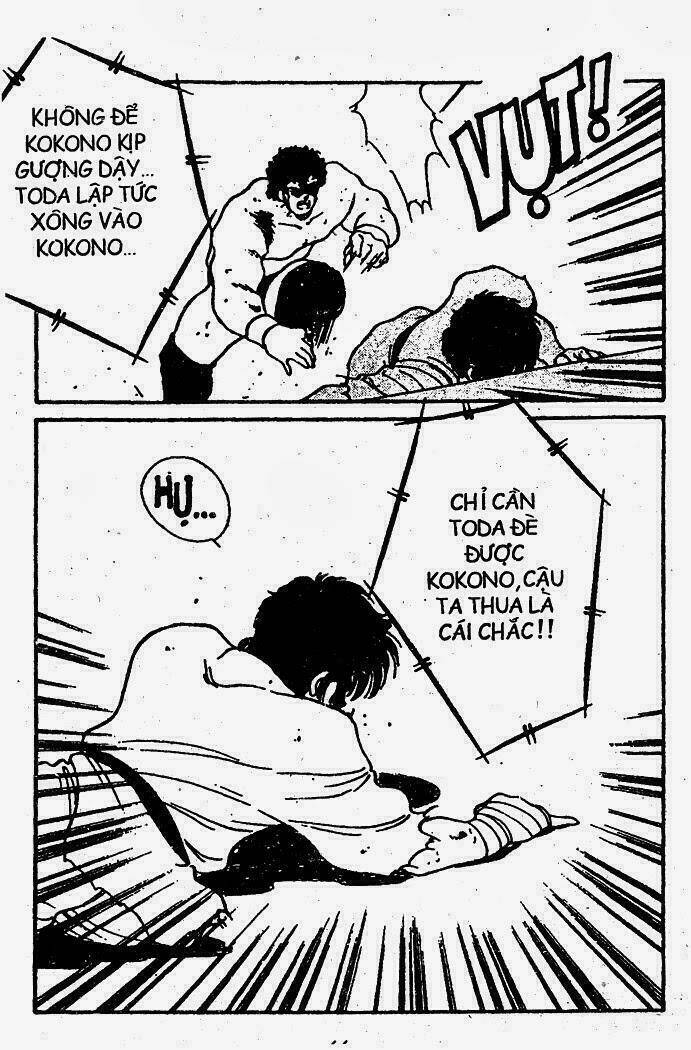 KHÔNG ĐỂ
KOKONO KỊP
GƯỢNG DẬY...
TODA LẬP TỨC
XÔNG VÀO
KOKONO...
VỤT!
HỰ...
CHỈ CẦN
TODA ĐÈ
ĐƯỢC
KOKONO, CẬU
TA THUA LÀ
CÁI CHẮC!!